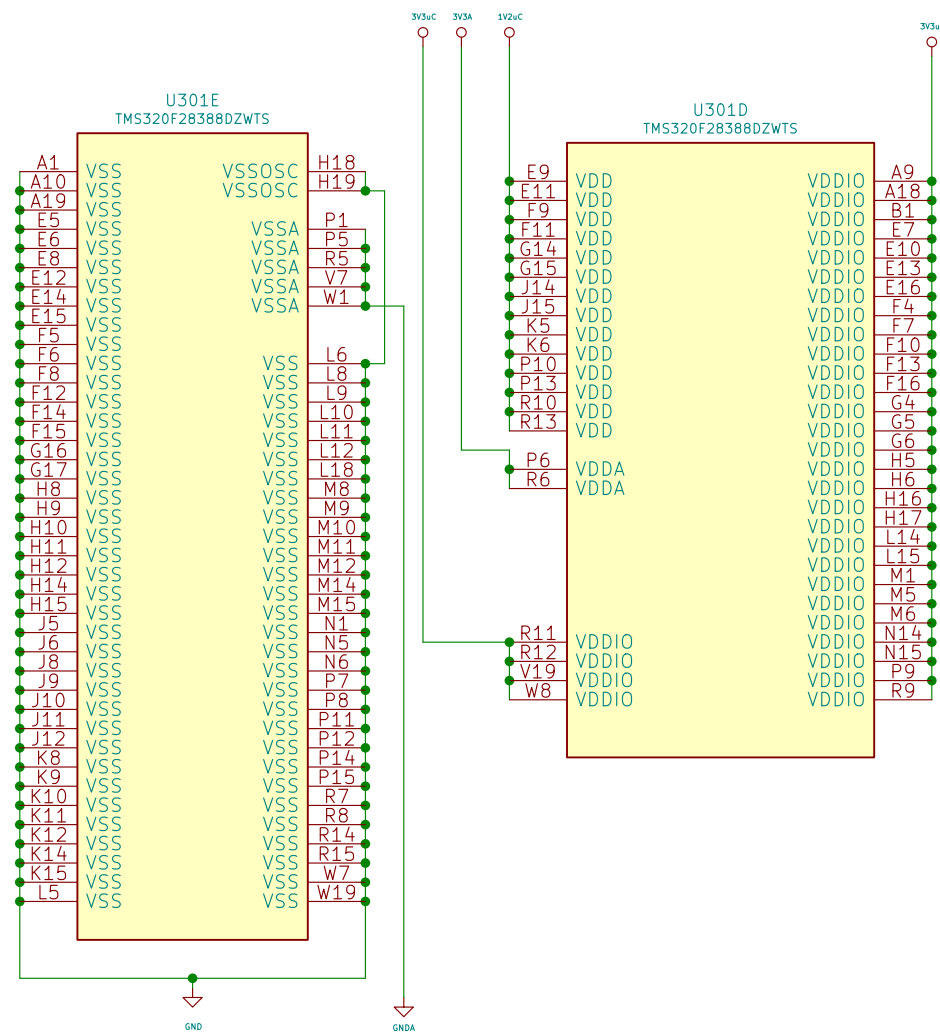 3V3uC 3V3A 1V2uC 3V3u
U301E
TMS320F28388DZWTS
A1 VSS VSSOSC H18
A10 VSS VSSOSC H19
A19 VSS
E5 VSS VSSA P1
E6 VSS VSSA P5
E8 VSS VSSA R5
E12 VSS VSSA V7
E14 VSS VSSA W1
E15 VSS
F5 VSS
F6 VSS VSS L6
F8 VSS VSS L8
F12 VSS VSS L9
F14 VSS VSS L10
F15 VSS VSS L11
G16 VSS VSS L12
G17 VSS VSS L18
H8 VSS VSS M8
H9 VSS VSS M9
H10 VSS VSS M10
H11 VSS VSS M11
H12 VSS VSS M12
H14 VSS VSS M14
H15 VSS VSS M15
J5 VSS VSS N1
J6 VSS VSS N5
J8 VSS VSS N6
J9 VSS VSS P7
J10 VSS VSS P8
J11 VSS VSS P11
J12 VSS VSS P12
K8 VSS VSS P14
K9 VSS VSS P15
K10 VSS VSS R7
K11 VSS VSS R8
K12 VSS VSS R14
K14 VSS VSS R15
K15 VSS VSS W7
L5 VSS VSS W19
GND
GNDA
U301D
TMS320F28388DZWTS
E9 VDD VDDIO A9
E11 VDD VDDIO A18
F9 VDD VDDIO B1
F11 VDD VDDIO E7
G14 VDD VDDIO E10
G15 VDD VDDIO E13
J14 VDD VDDIO E16
J15 VDD VDDIO F4
K5 VDD VDDIO F7
K6 VDD VDDIO F10
P10 VDD VDDIO F13
P13 VDD VDDIO F16
R10 VDD VDDIO G4
R13 VDD VDDIO G5
VDDIO G6
P6 VDDA VDDIO H5
R6 VDDA VDDIO H6
VDDIO H16
VDDIO H17
VDDIO L14
VDDIO L15
VDDIO M1
VDDIO M5
VDDIO M6
R11 VDDIO VDDIO N14
R12 VDDIO VDDIO N15
V19 VDDIO VDDIO P9
W8 VDDIO VDDIO R9